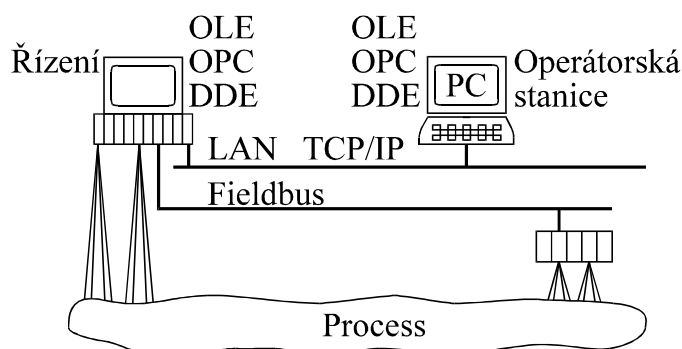 OLE
OPC
DDE
Řízení
OLE
OPC
DDE
PC
Operátorská
stanice
LAN TCP/IP
Fieldbus
Process